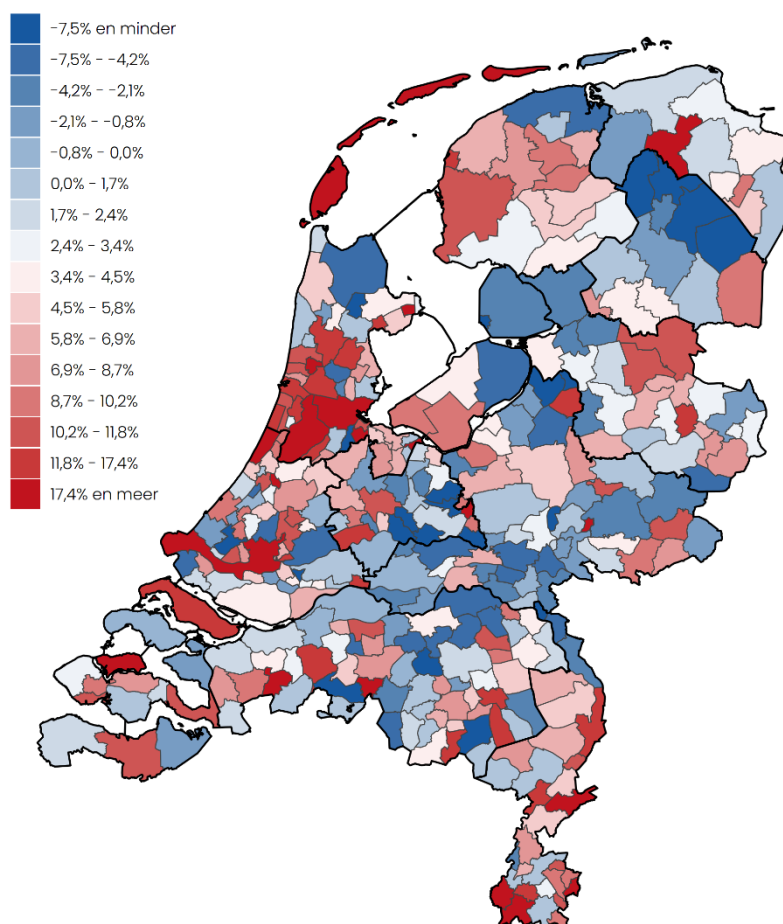 -7,5% en minder
-7,5% - -4,2%
-4,2% - -2,1%
-2,1% - -0,8%
-0,8% - 0,0%
0,0% - 1,7%
1,7% - 2,4%
2,4% - 3,4%
3,4% - 4,5%
4,5% - 5,8%
5,8% - 6,9%
6,9% - 8,7%
8,7% - 10,2%
10,2% - 11,8%
11,8% - 17,4%
17,4% en meer